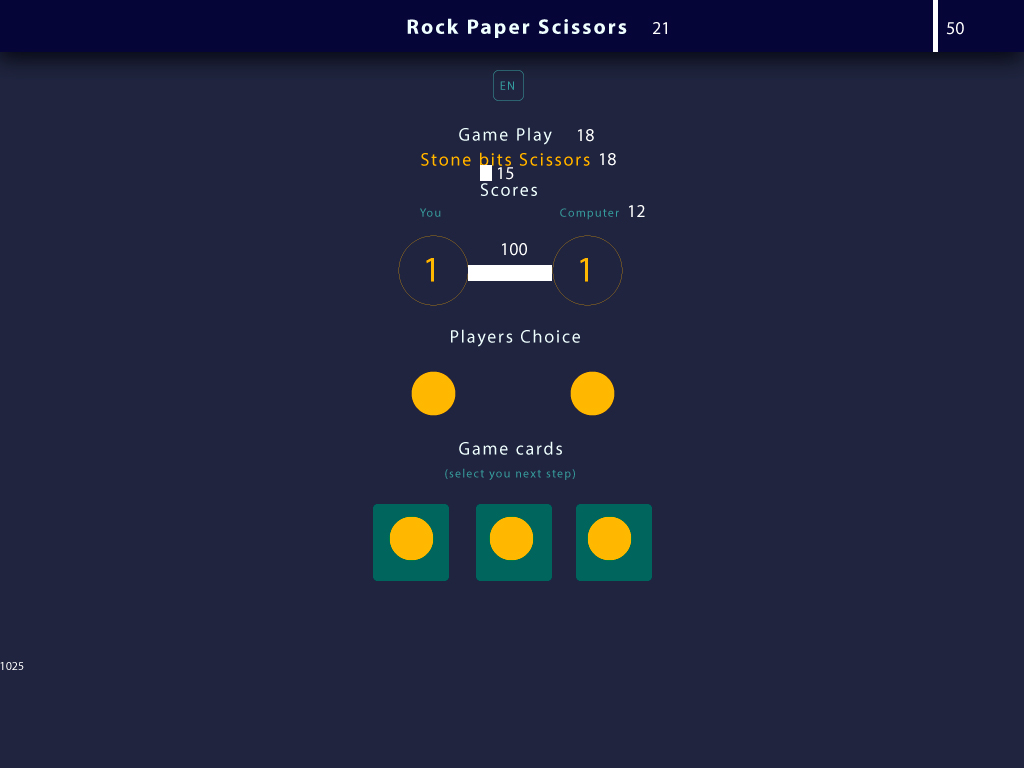 Rock Paper Scissors 21 50
EN
Game Play 18
Stone bits Scissors 18
15
Scores
You Computer 12
100
1 1
Players Choice
Game cards
(select you next step)
1025